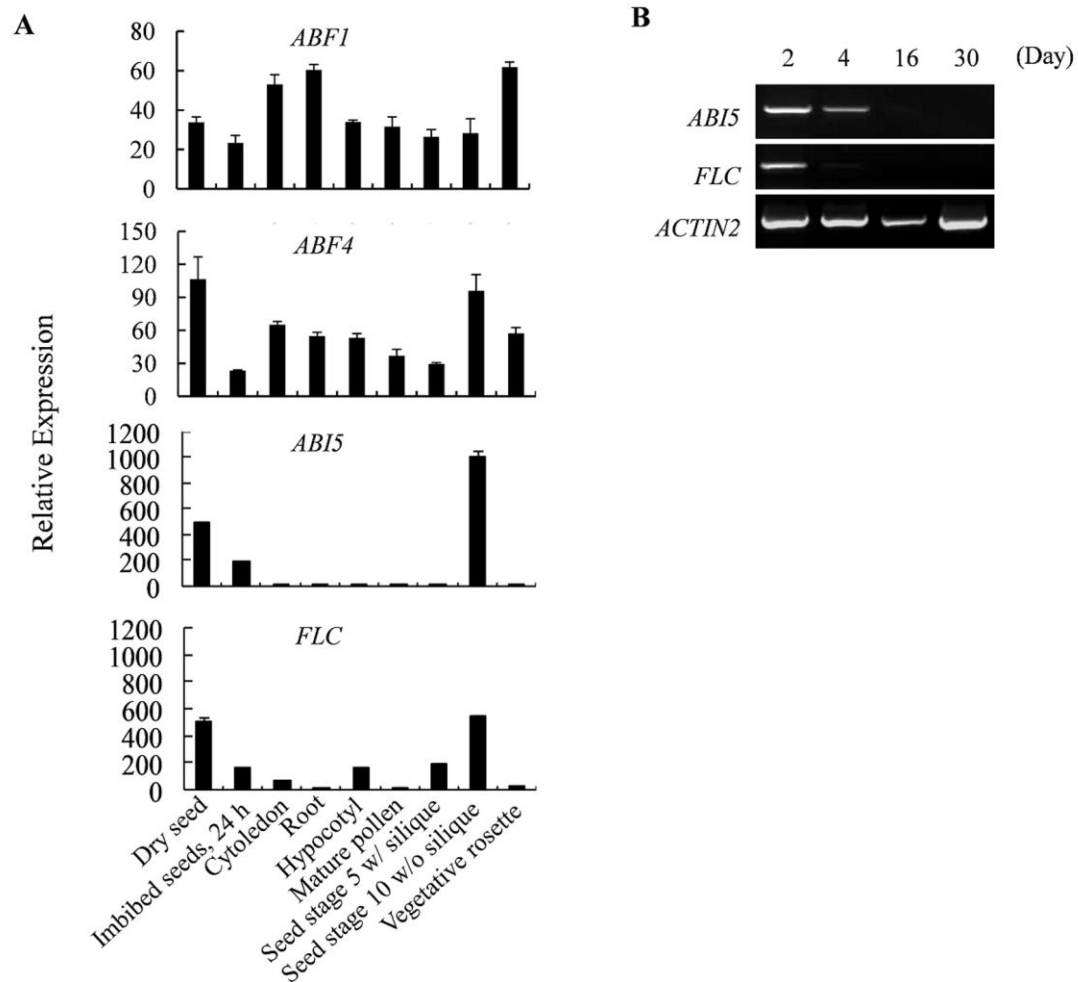 A
Relative Expression
ABF1
80
60
40
20
0
ABF4
150
120
90
60
30
0
ABI5
1200
1000
800
600
400
200
0
FLC
1200
1000
800
600
400
200
0
Dry seed
Imbibed seeds, 24 h
Cytoledon
Root
Hypocotyl
Mature pollen
Seed stage 5 w/ silique
Seed stage 10 w/o silique
Vegetative rosette
B
2 4 16 30 (Day)
ABI5
FLC
ACTIN2